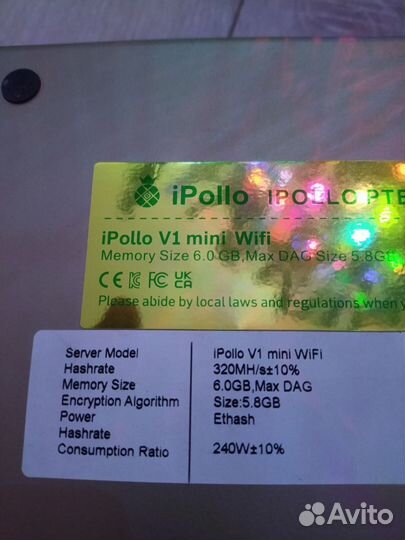 iPollo IPOLLO PTE
iPollo V1 mini Wifi
Memory Size 6.0 GB,Max DAG Size 5.8GB
CE FC UK CA
Please abide by local laws and regulations when y
Server Model iPollo V1 mini WiFi
Hashrate 320MH/s±10%
Memory Size 6.0GB,Max DAG
Encryption Algorithm Size:5.8GB
Power Ethash
Hashrate
Consumption Ratio 240W±10%
Avito